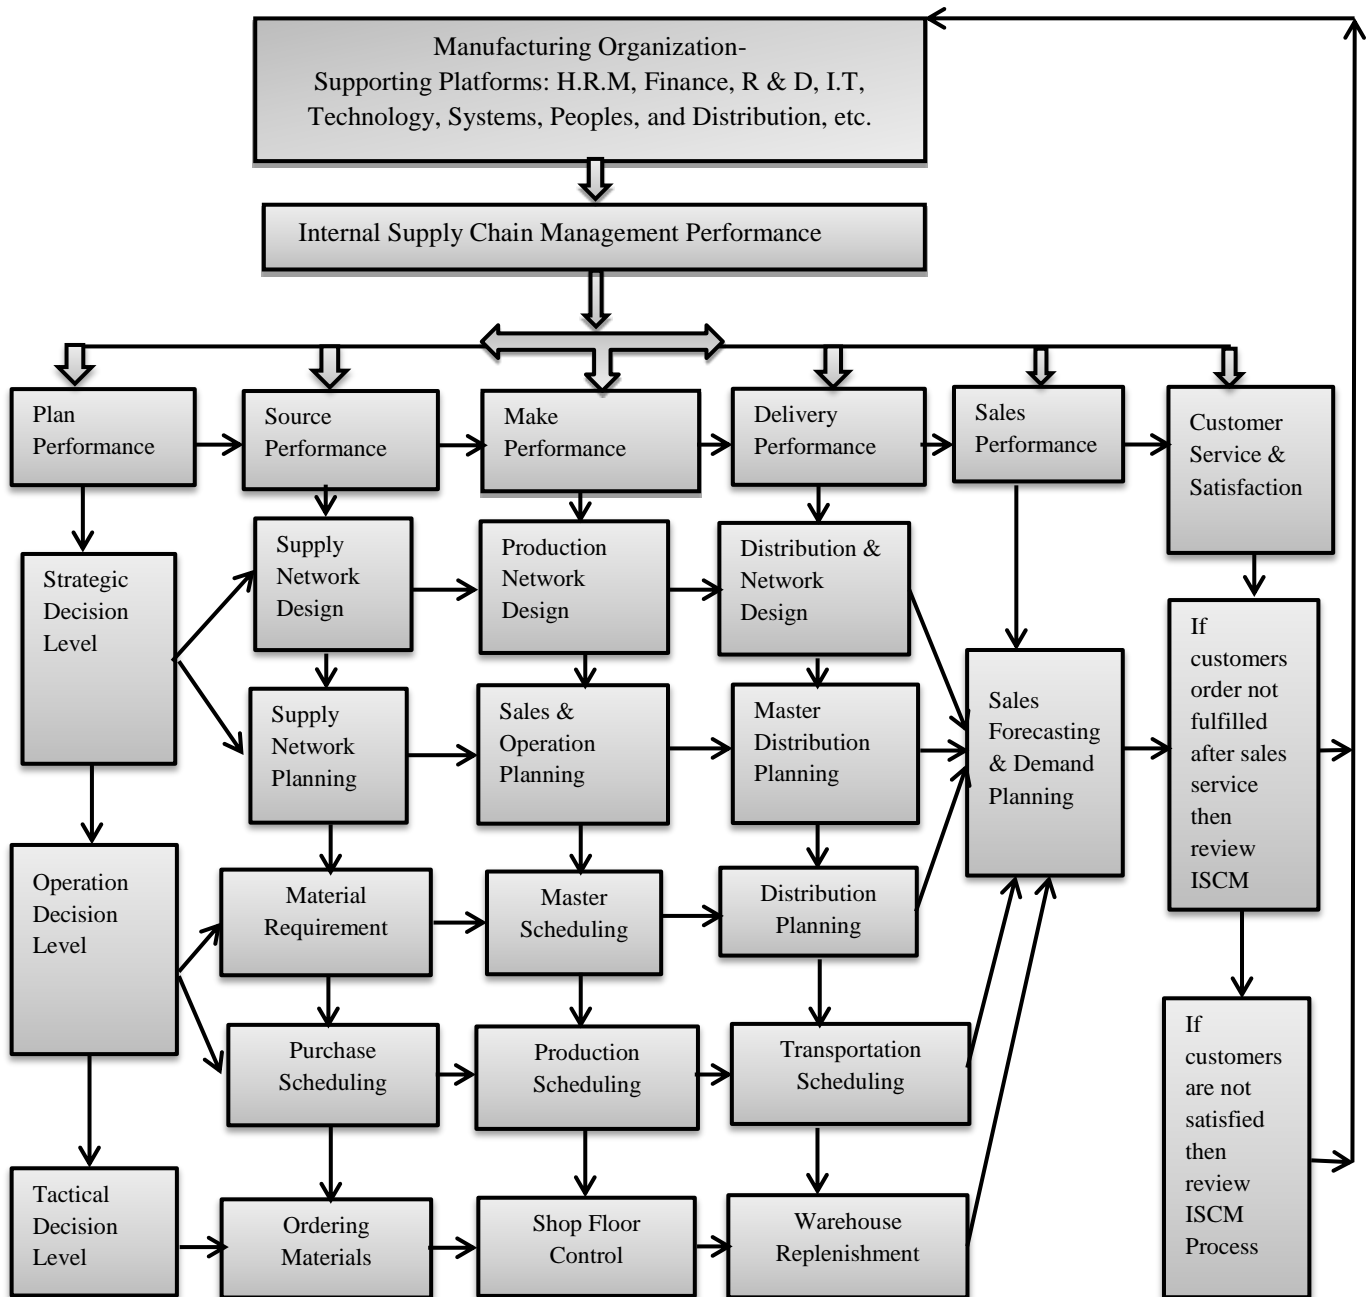 Manufacturing Organization-
Supporting Platforms: H.R.M, Finance, R & D, I.T,
Technology, Systems, Peoples, and Distribution, etc.
Internal Supply Chain Management Performance
Plan
Performance
Source
Performance
Make
Performance
Delivery
Performance
Sales
Performance
Customer
Service &
Satisfaction
Strategic
Decision
Level
Supply
Network
Design
Production
Network
Design
Distribution &
Network
Design
If
customers
order not
fulfilled
after sales
service
then
review
ISCM
Supply
Network
Planning
Sales &
Operation
Planning
Master
Distribution
Planning
Sales
Forecasting
& Demand
Planning
Operation
Decision
Level
Material
Requirement
Master
Scheduling
Distribution
Planning
Purchase
Scheduling
Production
Scheduling
Transportation
Scheduling
If
customers
are not
satisfied
then
review
ISCM
Process
Tactical
Decision
Level
Ordering
Materials
Shop Floor
Control
Warehouse
Replenishment